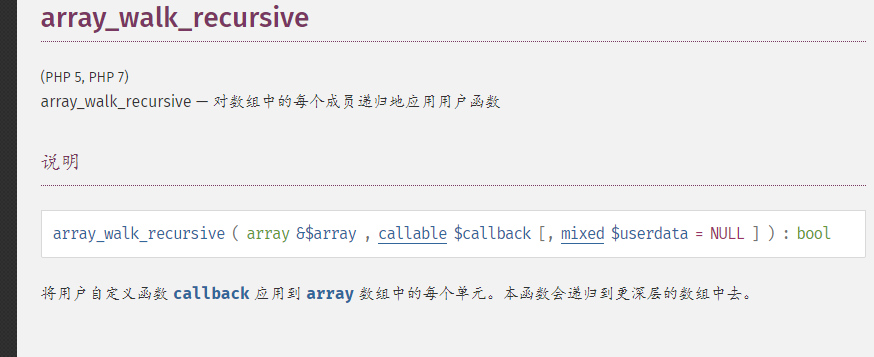 array_walk_recursive
(PHP 5, PHP 7)
array_walk_recursive — 对数组中的每个成员递归地应用用户函数
说明
array_walk_recursive ( array &$array , callable $callback [, mixed $userdata = NULL ] ) : bool
将用户自定义函数 callback 应用到 array 数组中的每个单元。本函数会递归到更深层的数组中去。